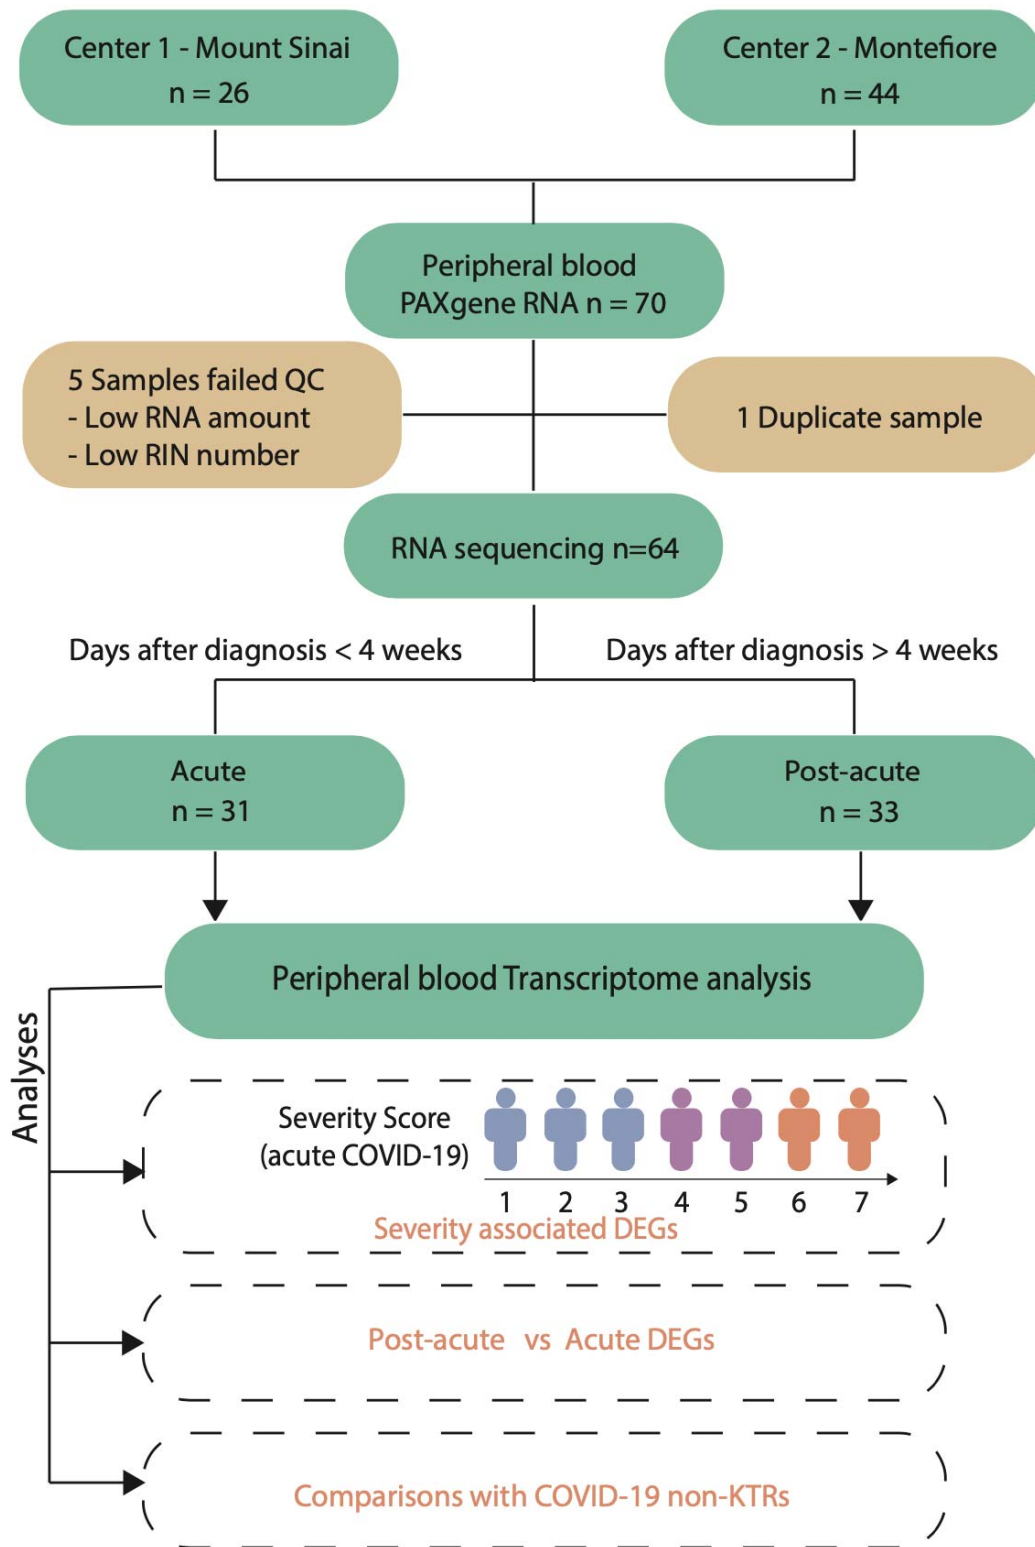 Center 1 - Mount Sinai
n = 26
Center 2 - Montefiore
n = 44
Peripheral blood
PAXgene RNA n = 70
5 Samples failed QC
- Low RNA amount
- Low RIN number
1 Duplicate sample
RNA sequencing n=64
Days after diagnosis < 4 weeks
Days after diagnosis > 4 weeks
Acute
n = 31
Post-acute
n = 33
Peripheral blood Transcriptome analysis
Analyses
Severity Score
(acute COVID-19)
1 2 3 4 5 6 7
Severity associated DEGs
Post-acute vs Acute DEGs
Comparisons with COVID-19 non-KTRs